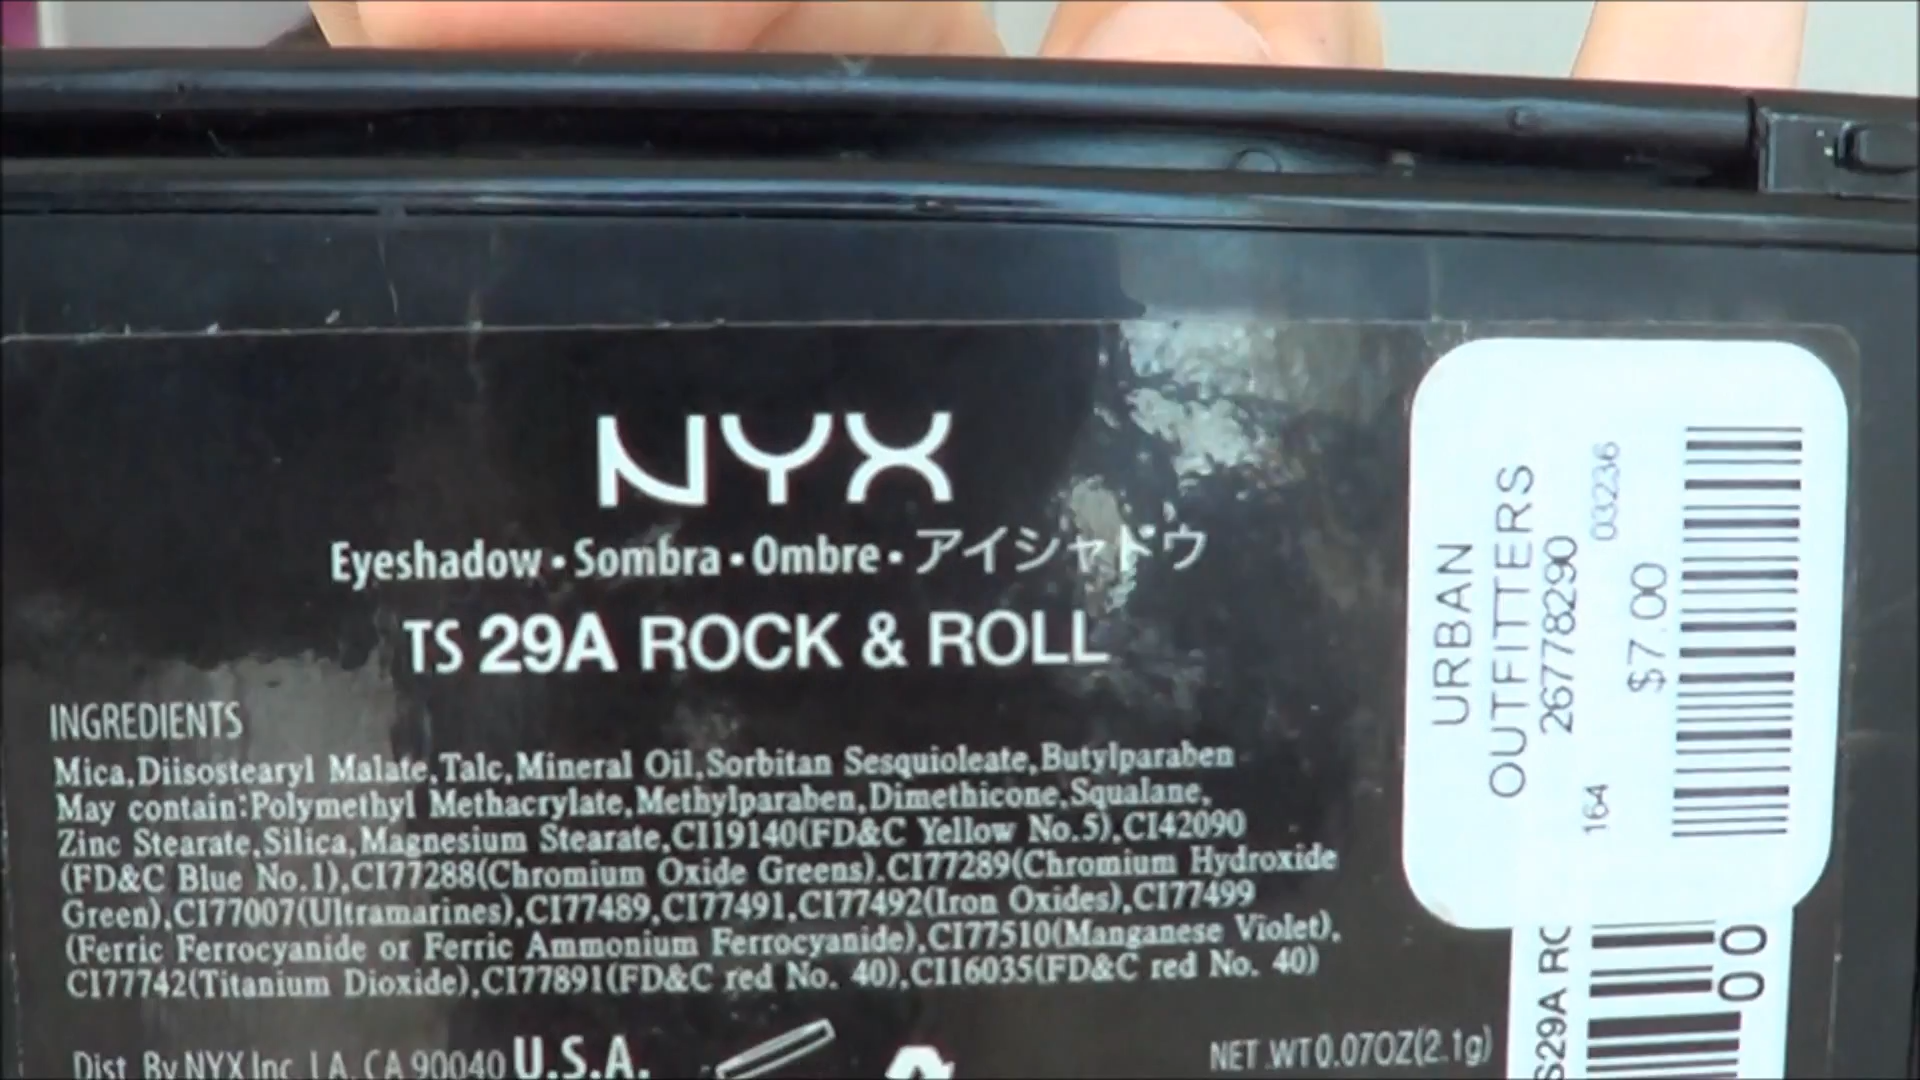 NYX
Eyeshadow • Sombra • Ombre • アイシャドウ
TS 29A ROCK & ROLL
INGREDIENTS
Mica,Diisostearyl Malate,Talc,Mineral Oil,Sorbitan Sesquioleate,Butylparaben
May contain:Polymethyl Methacrylate,Methylparaben,Dimethicone,Squalane,
Zinc Stearate,Silica,Magnesium Stearate,CI19140(FD&C Yellow No.5),CI42090
(FD&C Blue No.1),CI77288(Chromium Oxide Greens),CI77289(Chromium Hydroxide
Green),CI77007(Ultramarines),CI77489,CI77491,CI77492(Iron Oxides),CI77499
(Ferric Ferrocyanide or Ferric Ammonium Ferrocyanide),CI77510(Manganese Violet),
CI77742(Titanium Dioxide),CI77891(FD&C red No. 40),CI16035(FD&C red No. 40)
Dist. By NYX Inc. LA, CA 90040 U.S.A.
NET WT 0.07OZ(2.1g)
URBAN
OUTFITTERS
26778290
03236
164
$7.00
S29A RO
00